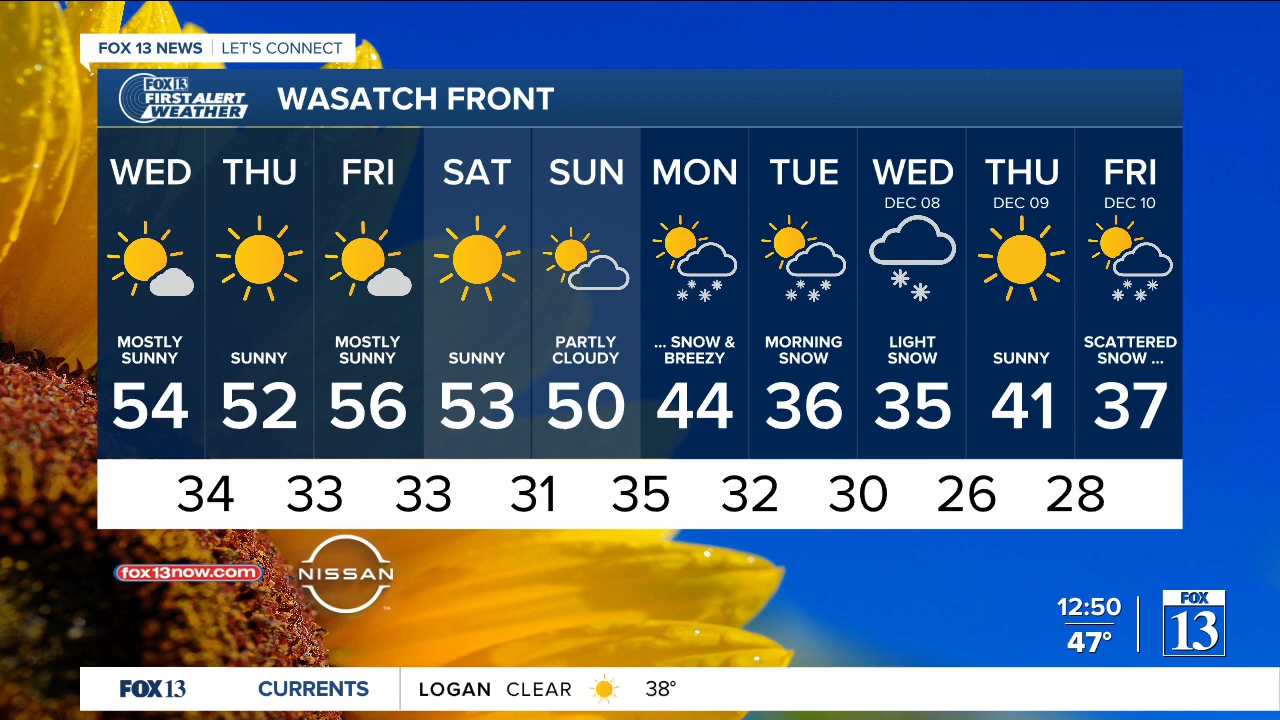 FOX 13 NEWS | LET'S CONNECT
FOX 13
FIRST ALERT
WEATHER
WASATCH FRONT
WED THU FRI SAT SUN MON TUE WED THU FRI
DEC 08 DEC 09 DEC 10
MOSTLY SUNNY
SUNNY
MOSTLY SUNNY
SUNNY
PARTLY CLOUDY
... SNOW & BREEZY
MORNING SNOW
LIGHT SNOW
SUNNY
SCATTERED SNOW ...
54 52 56 53 50 44 36 35 41 37
34 33 33 31 35 32 30 26 28
fox13now.com
NISSAN
™
12:50
47°
FOX
13
FOX 13 CURRENTS LOGAN CLEAR 38°